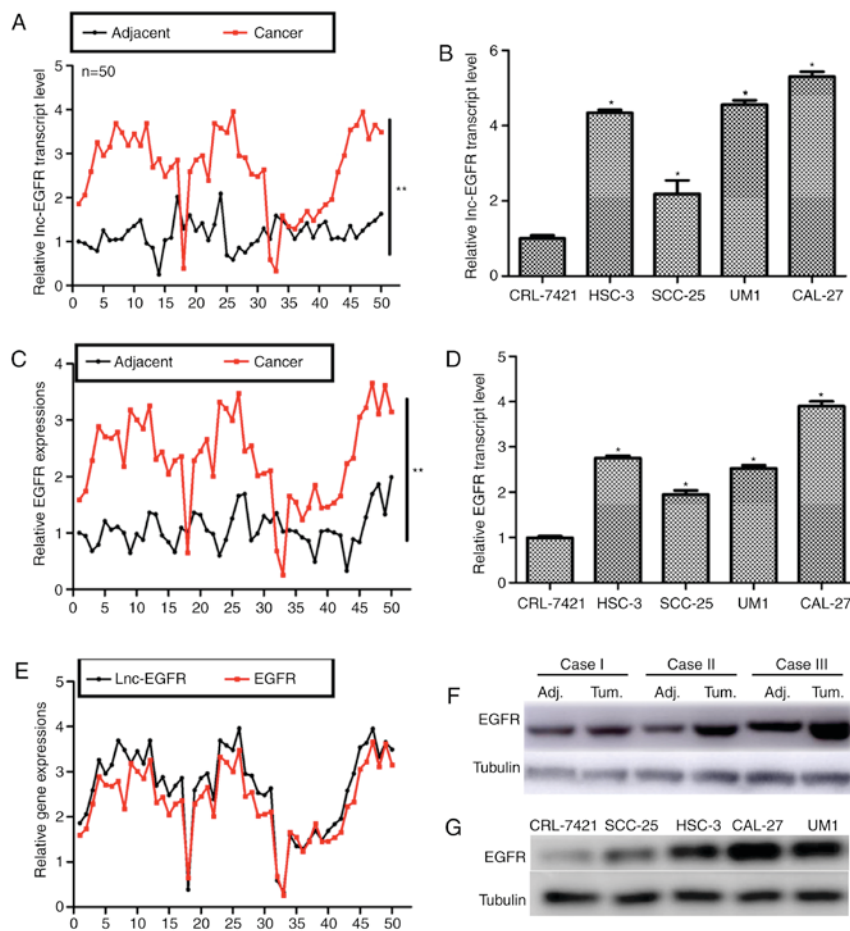 A
Adjacent Cancer
n=50
Relative lnc-EGFR transcript level
5
4
3
2
1
0
**
0 5 10 15 20 25 30 35 40 45 50
B
Relative lnc-EGFR transcript level
6
4
2
0
* * * *
CRL-7421 HSC-3 SCC-25 UM1 CAL-27
C
Adjacent Cancer
Relative EGFR expressions
4
3
2
1
0
**
0 5 10 15 20 25 30 35 40 45 50
D
Relative EGFR transcript level
5
4
3
2
1
0
* * * *
CRL-7421 HSC-3 SCC-25 UM1 CAL-27
E
Lnc-EGFR EGFR
Relative gene expressions
5
4
3
2
1
0
0 5 10 15 20 25 30 35 40 45 50
F
Case I Case II Case III
Adj. Tum. Adj. Tum. Adj. Tum.
EGFR
Tubulin
G
CRL-7421 SCC-25 HSC-3 CAL-27 UM1
EGFR
Tubulin